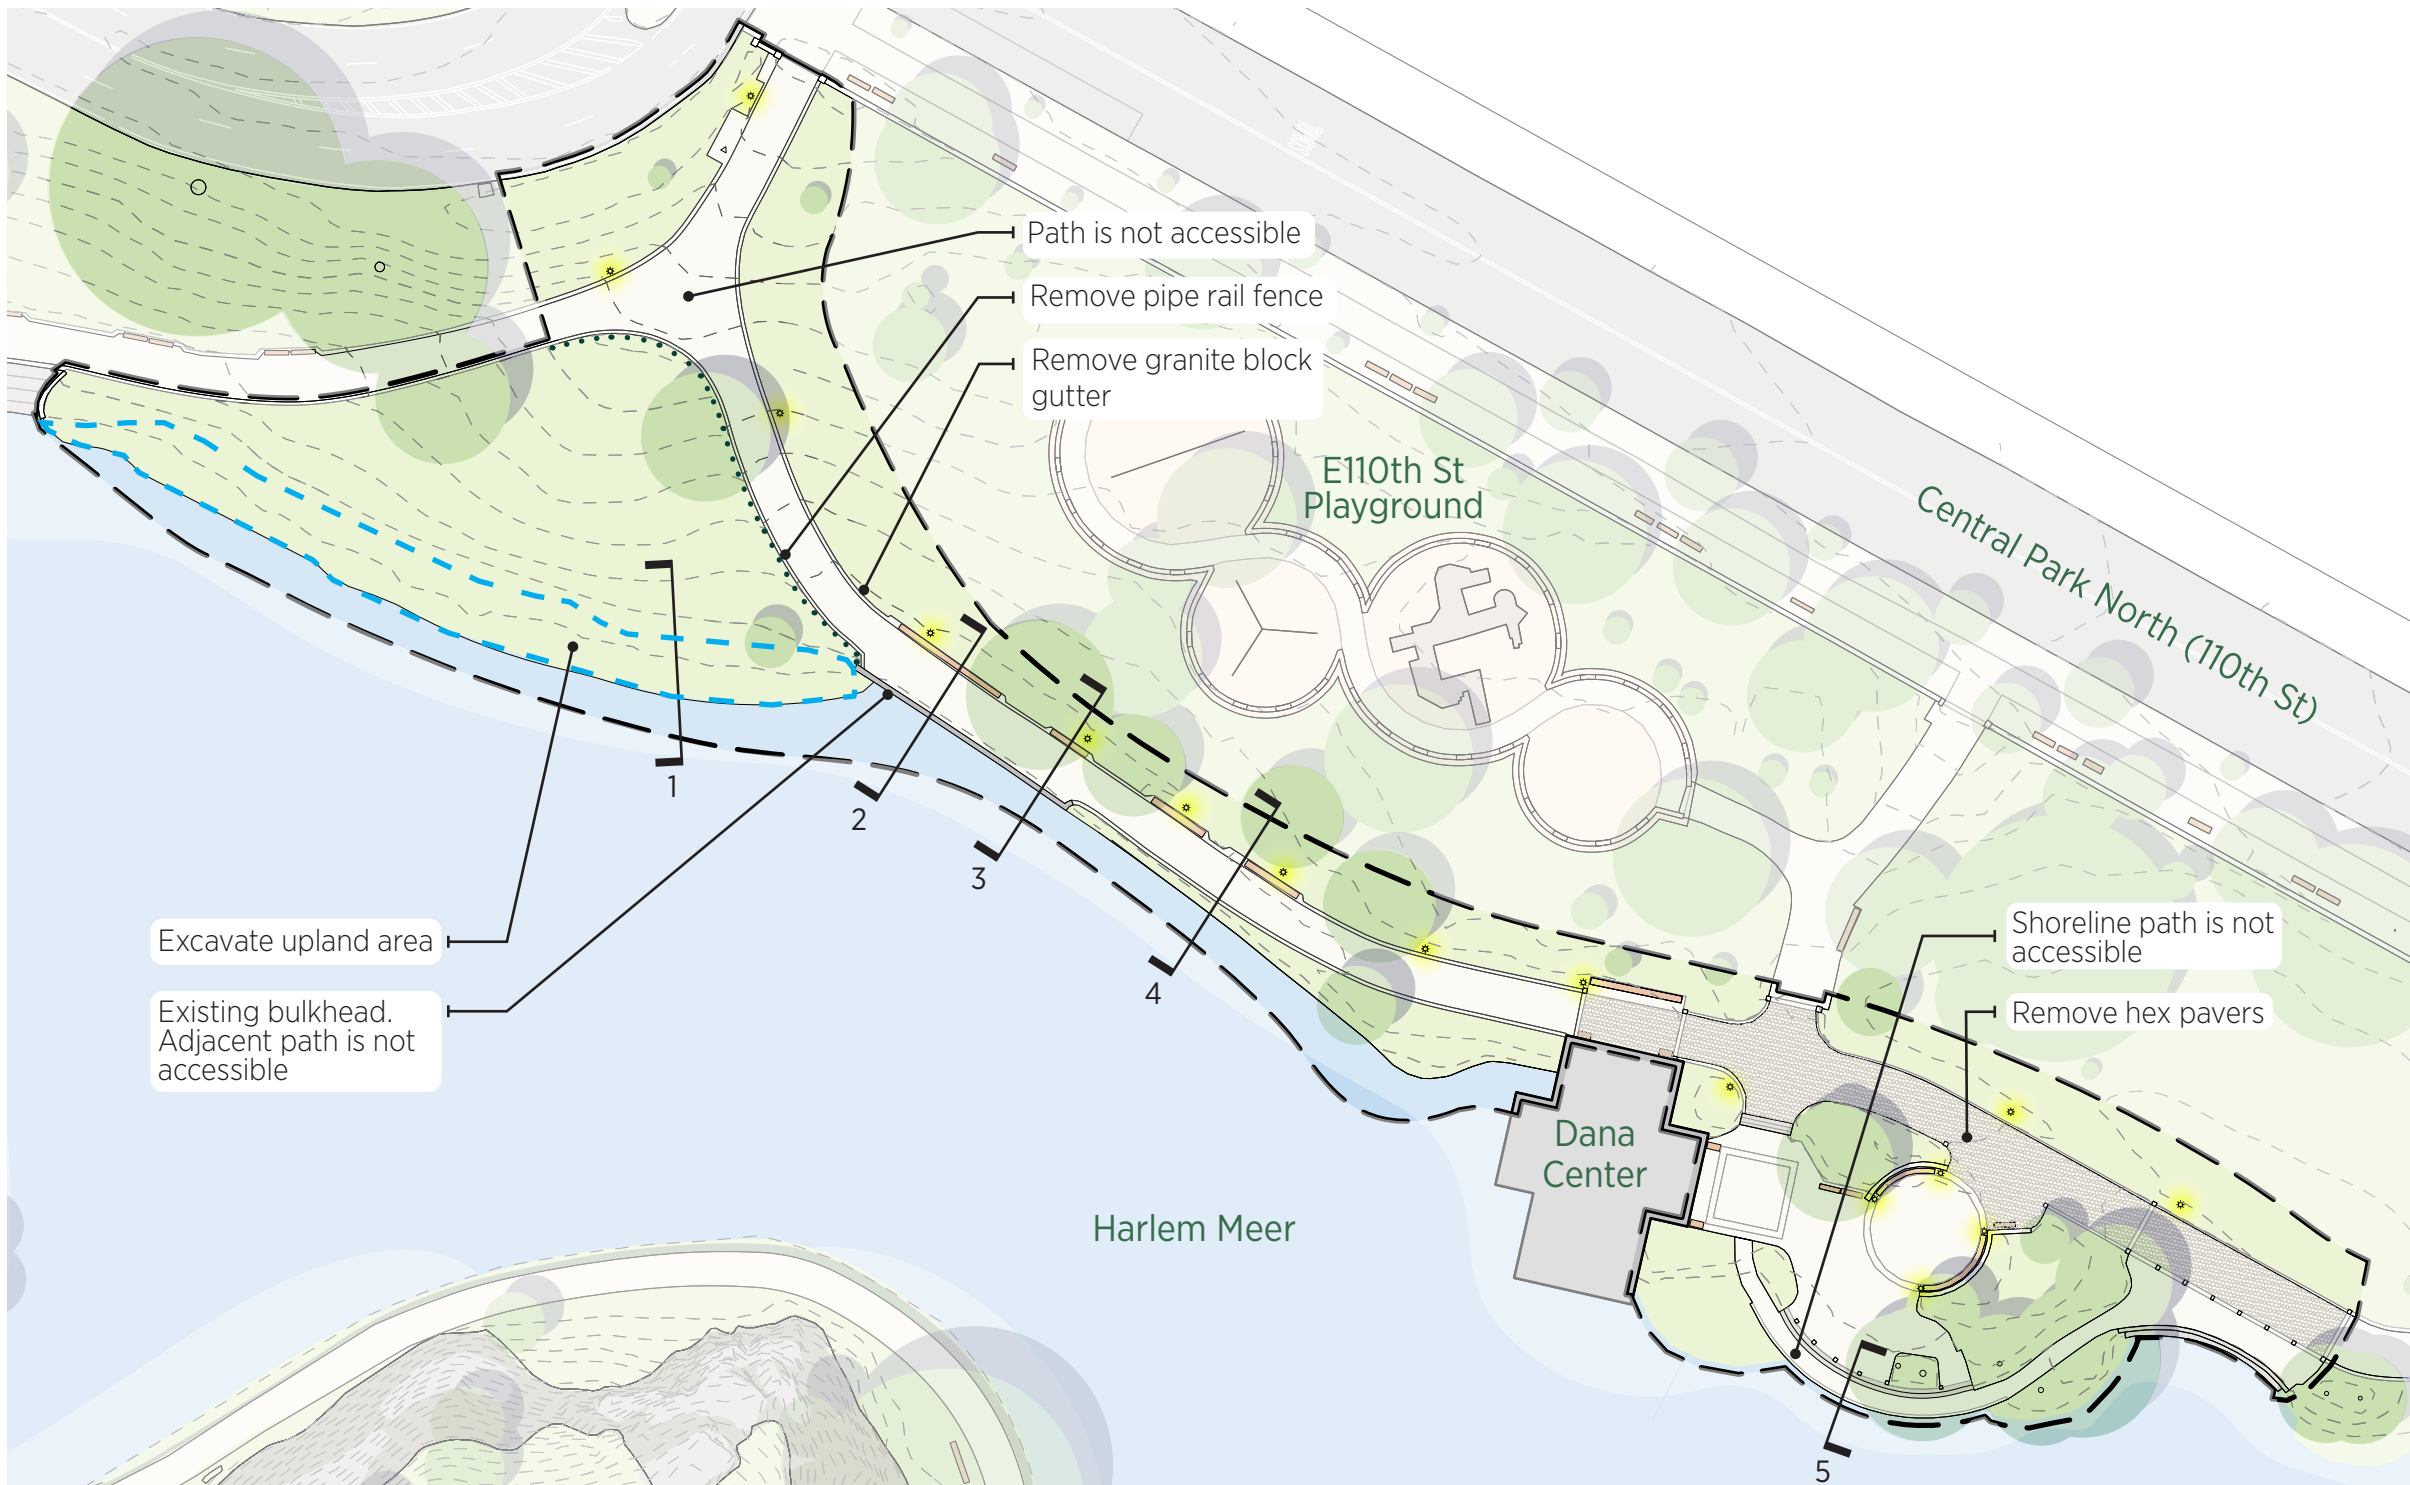 Path is not accessible
Remove pipe rail fence
Remove granite block
gutter
E110th St
Playground
Central Park North (110th St)
1
2
3
4
Excavate upland area
Existing bulkhead.
Adjacent path is not
accessible
Shoreline path is not
accessible
Remove hex pavers
Dana
Center
Harlem Meer
5